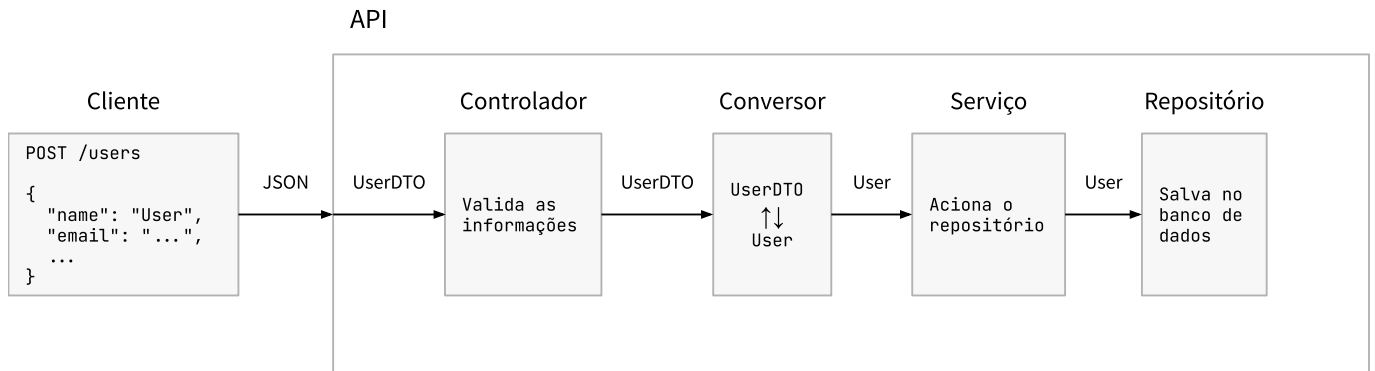 API
Cliente
Controlador
Conversor
Serviço
Repositório
POST /users
{
"name": "User",
"email": "...",
...
}
JSON
UserDTO
Valida as
informações
UserDTO
UserDTO
↑↓
User
User
Aciona o
repositório
User
Salva no
banco de
dados